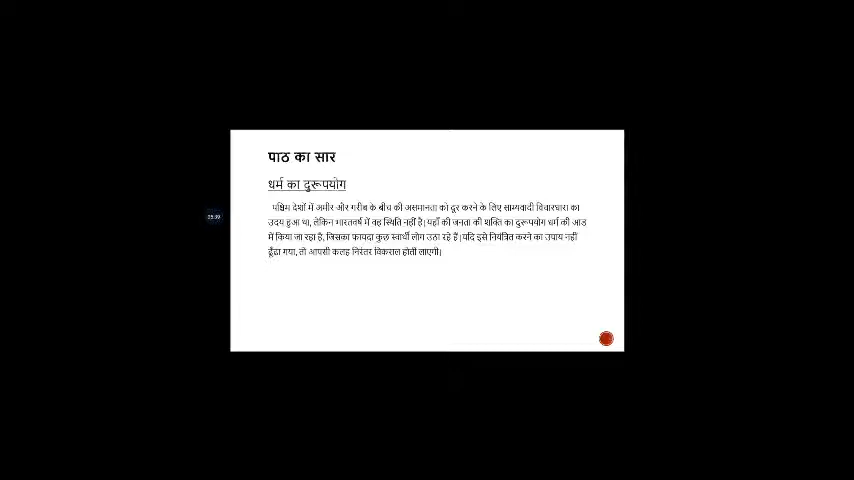 पाठ का सार
धर्म का दुरूपयोग
पश्चिम देशों में अमीर और गरीब के बीच की असमानता को दूर करने के लिए साम्यवादी विचारधारा का
उदय हुआ था, लेकिन भारतवर्ष में वह स्थिति नहीं है। यहाँ की जनता की शक्ति का दुरूपयोग धर्म की आड
में किया जा रहा है, जिसका फायदा कुछ स्वार्थी लोग उठा रहे हैं। यदि इसे नियंत्रित करने का उपाय नहीं
ढूँढा गया, तो आपसी कलह निरंतर विकराल होती जाएगी।